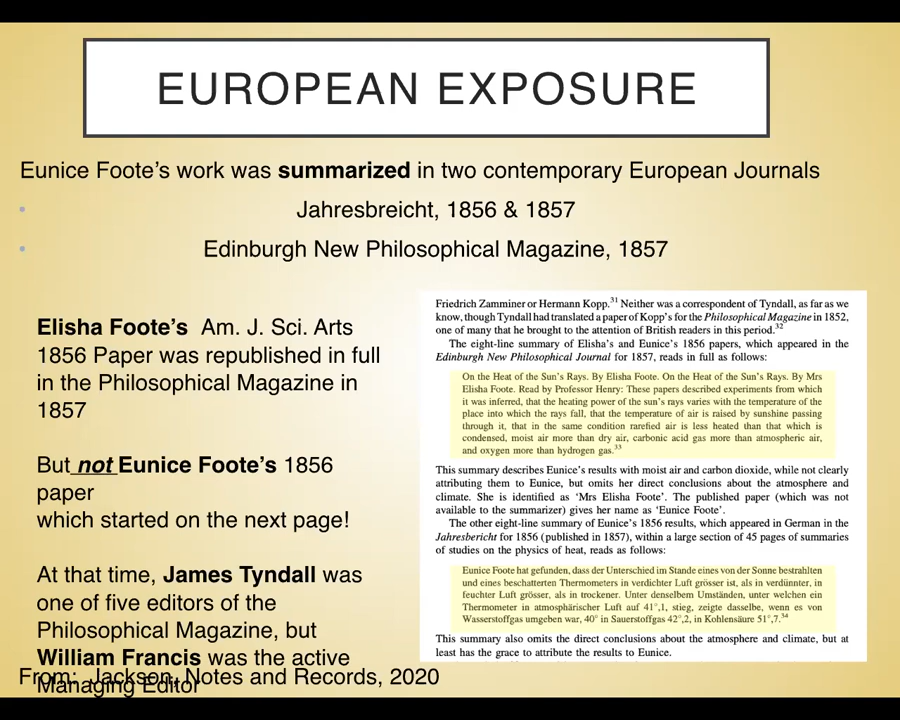 EUROPEAN EXPOSURE
Eunice Foote’s work was summarized in two contemporary European Journals
• Jahresbreicht, 1856 & 1857
• Edinburgh New Philosophical Magazine, 1857
Elisha Foote’s Am. J. Sci. Arts
1856 Paper was republished in full
in the Philosophical Magazine in
1857
But not Eunice Foote’s 1856
paper
which started on the next page!
At that time, James Tyndall was
one of five editors of the
Philosophical Magazine, but
William Francis was the active
Managing Editor
From: Jackson, Notes and Records, 2020
Friedrich Zamminer or Hermann Kopp.31 Neither was a correspondent of Tyndall, as far as we
know, though Tyndall had translated a paper of Kopp’s for the Philosophical Magazine in 1852,
one of many that he brought to the attention of British readers in this period.32
The eight-line summary of Elisha’s and Eunice’s 1856 papers, which appeared in the
Edinburgh New Philosophical Journal for 1857, reads in full as follows:
On the Heat of the Sun’s Rays. By Elisha Foote. On the Heat of the Sun’s Rays. By Mrs
Elisha Foote. Read by Professor Henry: These papers described experiments from which
it was inferred, that the heating power of the sun’s rays varies with the temperature of the
place into which the rays fall, that the temperature of air is raised by sunshine passing
through it, that in the same condition rarefied air is less heated than that which is
condensed, moist air more than dry air, carbonic acid gas more than atmospheric air,
and oxygen more than hydrogen gas.33
This summary describes Eunice’s results with moist air and carbon dioxide, while not clearly
attributing them to Eunice, but omits her direct conclusions about the atmosphere and
climate. She is identified as ‘Mrs Elisha Foote’. The published paper (which was not
available to the summarizer) gives her name as ‘Eunice Foote’.
The other eight-line summary of Eunice’s 1856 results, which appeared in German in the
Jahresbericht for 1856 (published in 1857), within a large section of 45 pages of summaries
of studies on the physics of heat, reads as follows:
Eunice Foote hat gefunden, dass der Unterschied im Stande eines von der Sonne bestrahlten
und eines beschatteten Thermometers in verdichter Luft grösser ist, als in verdünnter, in
feuchter Luft grösser, als in trockener. Unter denselbem Umständen, unter welchen ein
Thermometer in atmosphärischer Luft auf 41°,1, stieg, zeigte dasselbe, wenn es von
Wasserstoffgas umgeben war, 40° in Sauerstoffgas 42°,2, in Kohlensäure 51°,7.34
This summary also omits the direct conclusions about the atmosphere and climate, but at
least has the grace to attribute the results to Eunice.